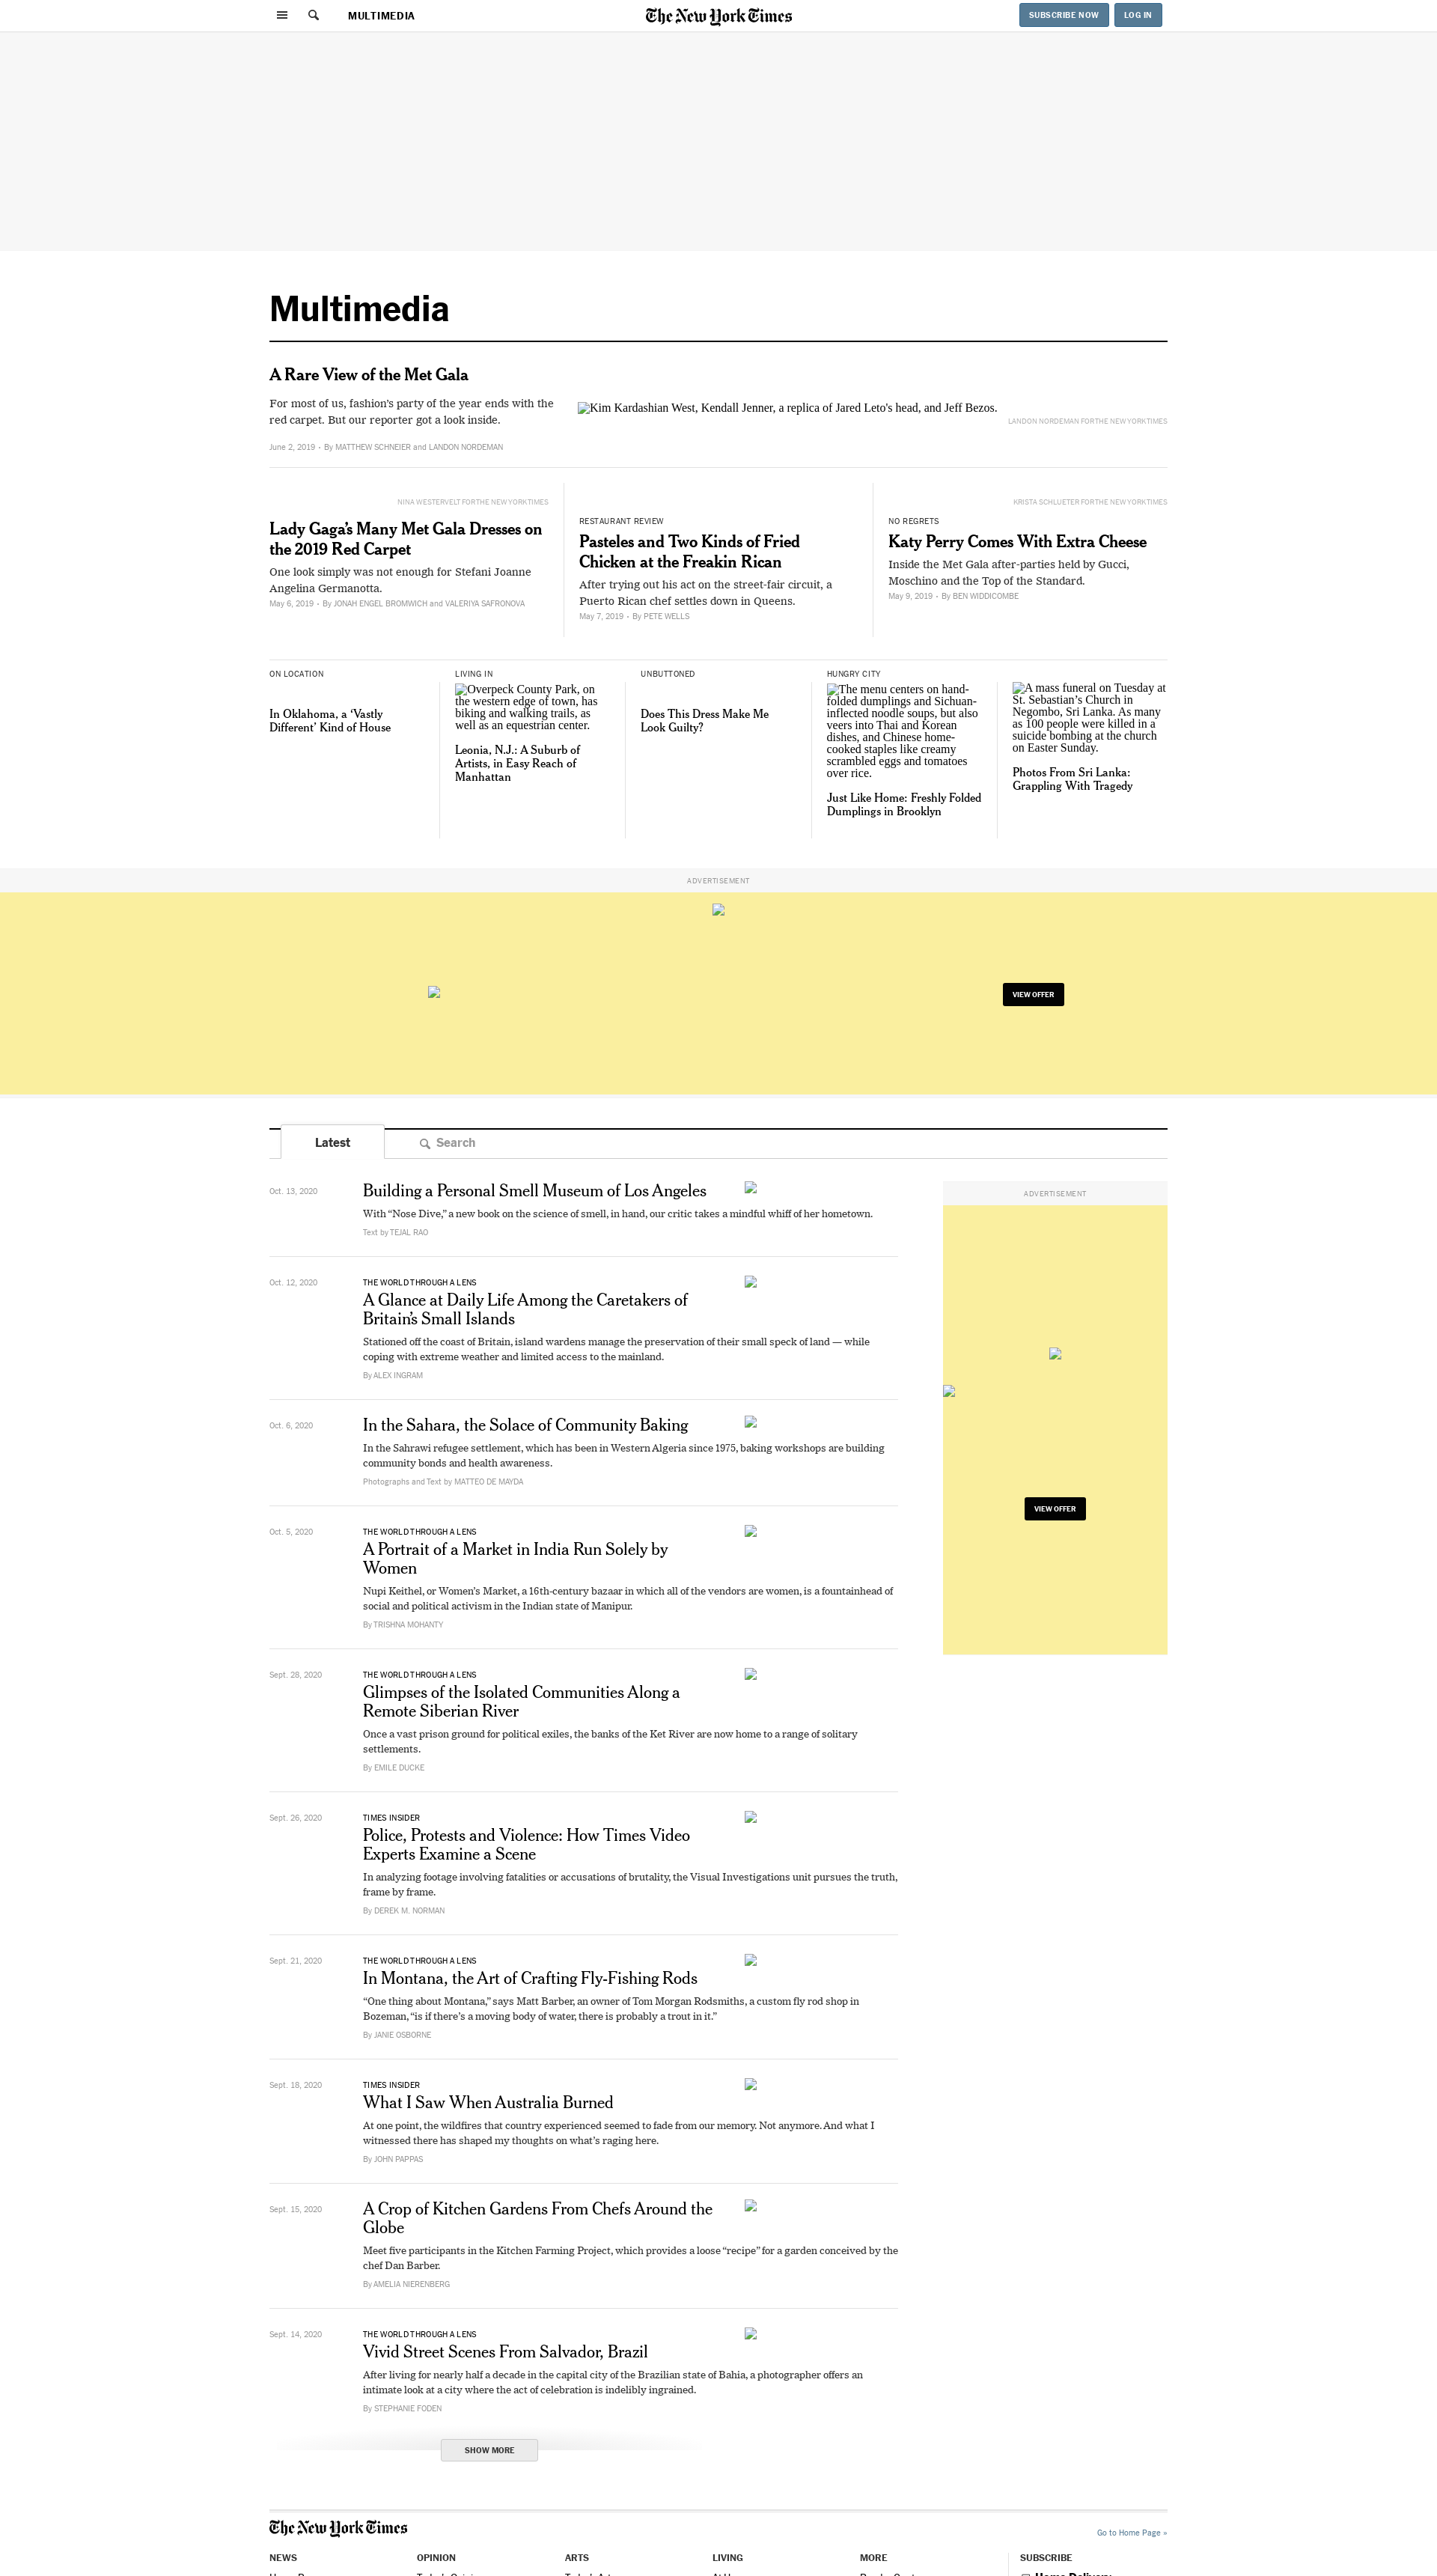 MULTIMEDIA
The New York Times
SUBSCRIBE NOW
LOG IN
Multimedia
A Rare View of the Met Gala
For most of us, fashion’s party of the year ends with the
red carpet. But our reporter got a look inside.
June 2, 2019 • By MATTHEW SCHNEIER and LANDON NORDEMAN
Kim Kardashian West, Kendall Jenner, a replica of Jared Leto's head, and Jeff Bezos.
LANDON NORDEMAN FOR THE NEW YORK TIMES
NINA WESTERVELT FOR THE NEW YORK TIMES
Lady Gaga’s Many Met Gala Dresses on
the 2019 Red Carpet
One look simply was not enough for Stefani Joanne
Angelina Germanotta.
May 6, 2019 • By JONAH ENGEL BROMWICH and VALERIYA SAFRONOVA
RESTAURANT REVIEW
Pasteles and Two Kinds of Fried
Chicken at the Freakin Rican
After trying out his act on the street-fair circuit, a
Puerto Rican chef settles down in Queens.
May 7, 2019 • By PETE WELLS
KRISTA SCHLUETER FOR THE NEW YORK TIMES
NO REGRETS
Katy Perry Comes With Extra Cheese
Inside the Met Gala after-parties held by Gucci,
Moschino and the Top of the Standard.
May 9, 2019 • By BEN WIDDICOMBE
ON LOCATION
In Oklahoma, a ‘Vastly
Different’ Kind of House
LIVING IN
Overpeck County Park, on
the western edge of town, has
biking and walking trails, as
well as an equestrian center.
Leonia, N.J.: A Suburb of
Artists, in Easy Reach of
Manhattan
UNBUTTONED
Does This Dress Make Me
Look Guilty?
HUNGRY CITY
The menu centers on hand-
folded dumplings and Sichuan-
inflected noodle soups, but also
veers into Thai and Korean
dishes, and Chinese home-
cooked staples like creamy
scrambled eggs and tomatoes
over rice.
Just Like Home: Freshly Folded
Dumplings in Brooklyn
A mass funeral on Tuesday at
St. Sebastian’s Church in
Negombo, Sri Lanka. As many
as 100 people were killed in a
suicide bombing at the church
on Easter Sunday.
Photos From Sri Lanka:
Grappling With Tragedy
ADVERTISEMENT
VIEW OFFER
Latest
Search
Oct. 13, 2020
Building a Personal Smell Museum of Los Angeles
With “Nose Dive,” a new book on the science of smell, in hand, our critic takes a mindful whiff of her hometown.
Text by TEJAL RAO
Oct. 12, 2020
THE WORLD THROUGH A LENS
A Glance at Daily Life Among the Caretakers of
Britain’s Small Islands
Stationed off the coast of Britain, island wardens manage the preservation of their small speck of land — while
coping with extreme weather and limited access to the mainland.
By ALEX INGRAM
Oct. 6, 2020
In the Sahara, the Solace of Community Baking
In the Sahrawi refugee settlement, which has been in Western Algeria since 1975, baking workshops are building
community bonds and health awareness.
Photographs and Text by MATTEO DE MAYDA
Oct. 5, 2020
THE WORLD THROUGH A LENS
A Portrait of a Market in India Run Solely by
Women
Nupi Keithel, or Women’s Market, a 16th-century bazaar in which all of the vendors are women, is a fountainhead of
social and political activism in the Indian state of Manipur.
By TRISHNA MOHANTY
Sept. 28, 2020
THE WORLD THROUGH A LENS
Glimpses of the Isolated Communities Along a
Remote Siberian River
Once a vast prison ground for political exiles, the banks of the Ket River are now home to a range of solitary
settlements.
By EMILE DUCKE
Sept. 26, 2020
TIMES INSIDER
Police, Protests and Violence: How Times Video
Experts Examine a Scene
In analyzing footage involving fatalities or accusations of brutality, the Visual Investigations unit pursues the truth,
frame by frame.
By DEREK M. NORMAN
Sept. 21, 2020
THE WORLD THROUGH A LENS
In Montana, the Art of Crafting Fly-Fishing Rods
“One thing about Montana,” says Matt Barber, an owner of Tom Morgan Rodsmiths, a custom fly rod shop in
Bozeman, “is if there’s a moving body of water, there is probably a trout in it.”
By JANIE OSBORNE
Sept. 18, 2020
TIMES INSIDER
What I Saw When Australia Burned
At one point, the wildfires that country experienced seemed to fade from our memory. Not anymore. And what I
witnessed there has shaped my thoughts on what’s raging here.
By JOHN PAPPAS
Sept. 15, 2020
A Crop of Kitchen Gardens From Chefs Around the
Globe
Meet five participants in the Kitchen Farming Project, which provides a loose “recipe” for a garden conceived by the
chef Dan Barber.
By AMELIA NIERENBERG
Sept. 14, 2020
THE WORLD THROUGH A LENS
Vivid Street Scenes From Salvador, Brazil
After living for nearly half a decade in the capital city of the Brazilian state of Bahia, a photographer offers an
intimate look at a city where the act of celebration is indelibly ingrained.
By STEPHANIE FODEN
SHOW MORE
ADVERTISEMENT
VIEW OFFER
The New York Times
Go to Home Page »
NEWS
OPINION
ARTS
LIVING
MORE
SUBSCRIBE